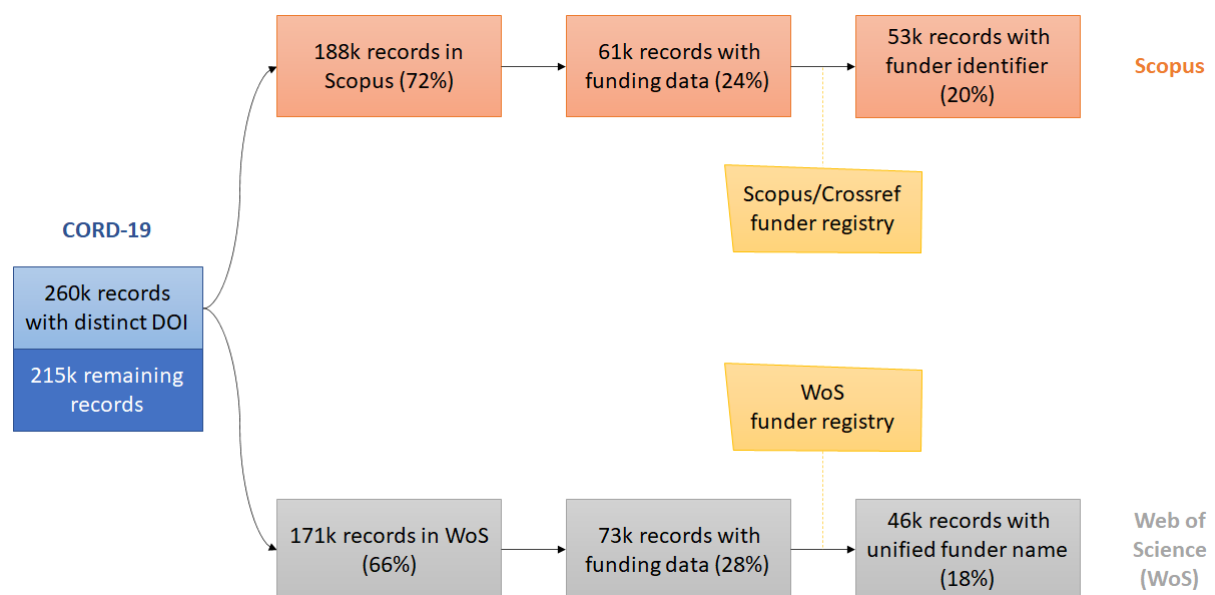 CORD-19
260k records
with distinct DOI
215k remaining
records
188k records in
Scopus (72%)
61k records with
funding data (24%)
53k records with
funder identifier
(20%)
Scopus
Scopus/Crossref
funder registry
WoS
funder registry
171k records in WoS
(66%)
73k records with
funding data (28%)
46k records with
unified funder name
(18%)
Web of
Science
(WoS)